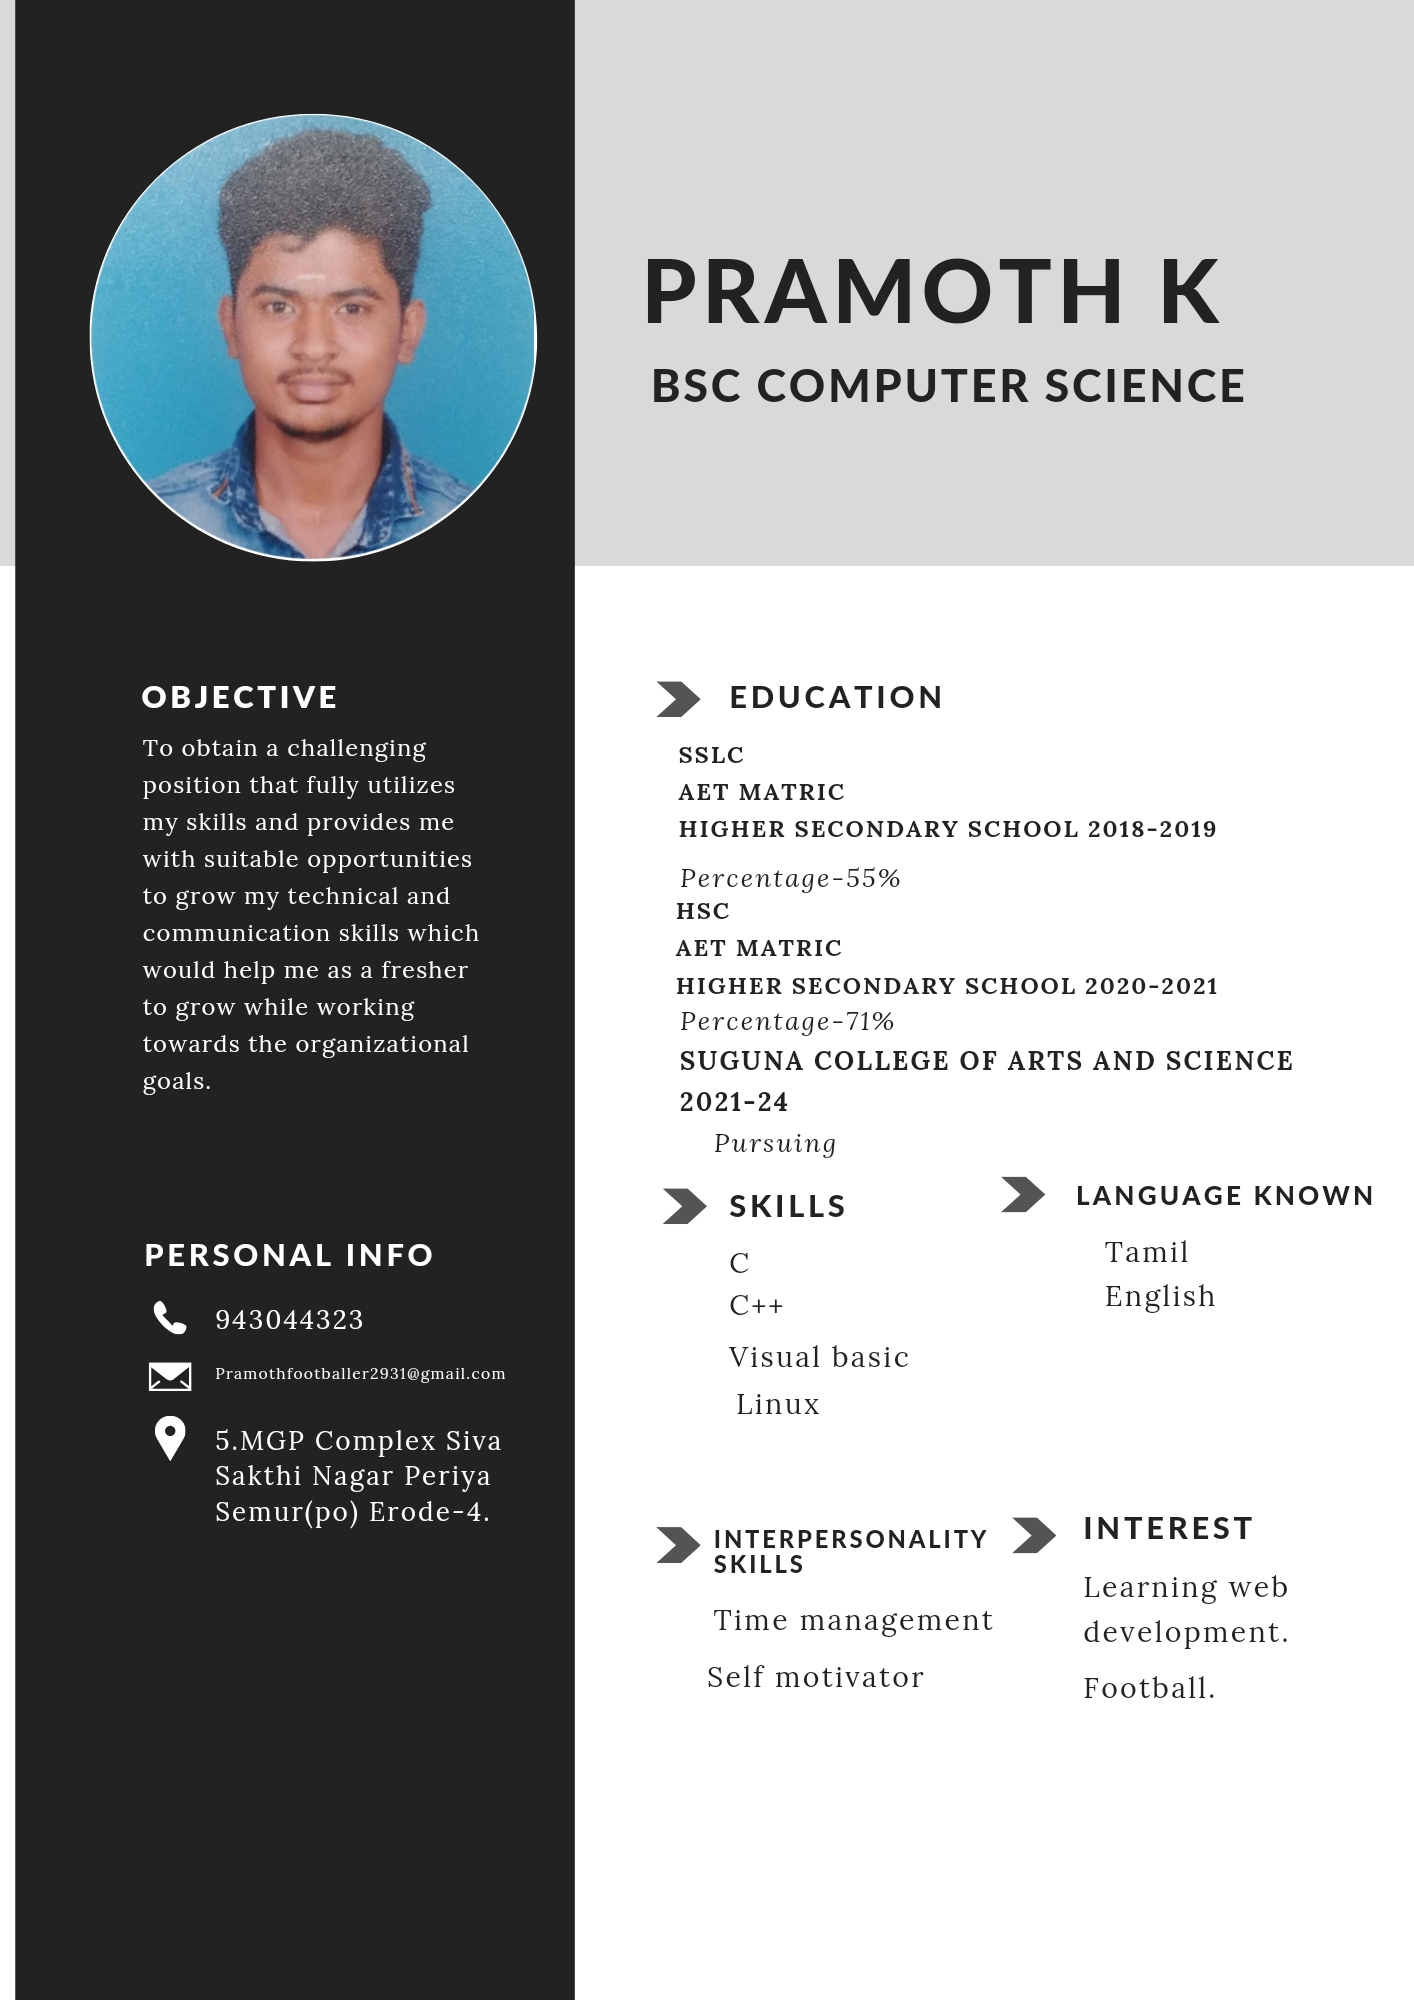 PRAMOTH K
BSC COMPUTER SCIENCE
OBJECTIVE
To obtain a challenging
position that fully utilizes
my skills and provides me
with suitable opportunities
to grow my technical and
communication skills which
would help me as a fresher
to grow while working
towards the organizational
goals.
PERSONAL INFO
943044323
Pramothfootballer2931@gmail.com
5.MGP Complex Siva
Sakthi Nagar Periya
Semur(po) Erode-4.
EDUCATION
SSLC
AET MATRIC
HIGHER SECONDARY SCHOOL 2018-2019
Percentage-55%
HSC
AET MATRIC
HIGHER SECONDARY SCHOOL 2020-2021
Percentage-71%
SUGUNA COLLEGE OF ARTS AND SCIENCE
2021-24
Pursuing
SKILLS
C
C++
Visual basic
Linux
LANGUAGE KNOWN
Tamil
English
INTERPERSONALITY
SKILLS
Time management
Self motivator
INTEREST
Learning web
development.
Football.